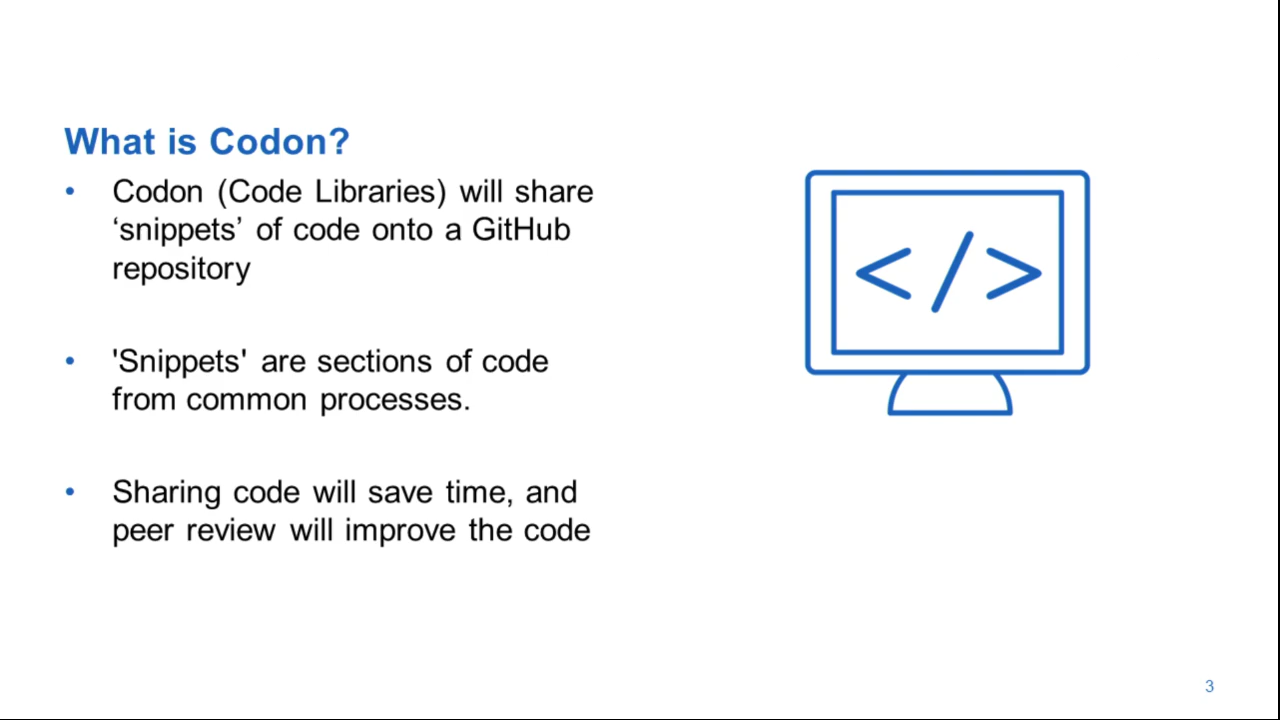 What is Codon?
• Codon (Code Libraries) will share
‘snippets’ of code onto a GitHub
repository
• 'Snippets' are sections of code
from common processes.
• Sharing code will save time, and
peer review will improve the code
</>
3